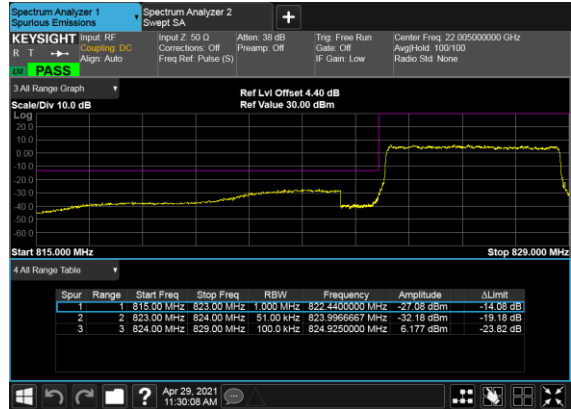 Spectrum Analyzer 1
Spurious Emissions
Spectrum Analyzer 2
Swept SA
+
KEYSIGHT
R T
LXI PASS
Input: RF
Coupling: DC
Align: Auto
Input Z: 50 Ω
Corrections: Off
Freq Ref: Pulse (S)
Atten: 38 dB
Preamp: Off
Trig: Free Run
Gate: Off
IF Gain: Low
Center Freq: 22.005000000 GHz
Avg|Hold: 100/100
Radio Std: None
3 All Range Graph
Scale/Div 10.0 dB
Ref Lvl Offset 4.40 dB
Ref Value 30.00 dBm
Log
20.0
10.0
0.00
-10.0
-20.0
-30.0
-40.0
-50.0
-60.0
Start 815.000 MHz
Stop 829.000 MHz
4 All Range Table
Spur Range Start Freq Stop Freq RBW Frequency Amplitude ΔLimit
1 1 815.00 MHz 823.00 MHz 1.000 MHz 822.4400000 MHz -27.08 dBm -14.08 dB
2 2 823.00 MHz 824.00 MHz 51.00 kHz 823.9966667 MHz -32.18 dBm -19.18 dB
3 3 824.00 MHz 829.00 MHz 100.0 kHz 824.9250000 MHz 6.177 dBm -23.82 dB
?
Apr 29, 2021
11:30:08 AM